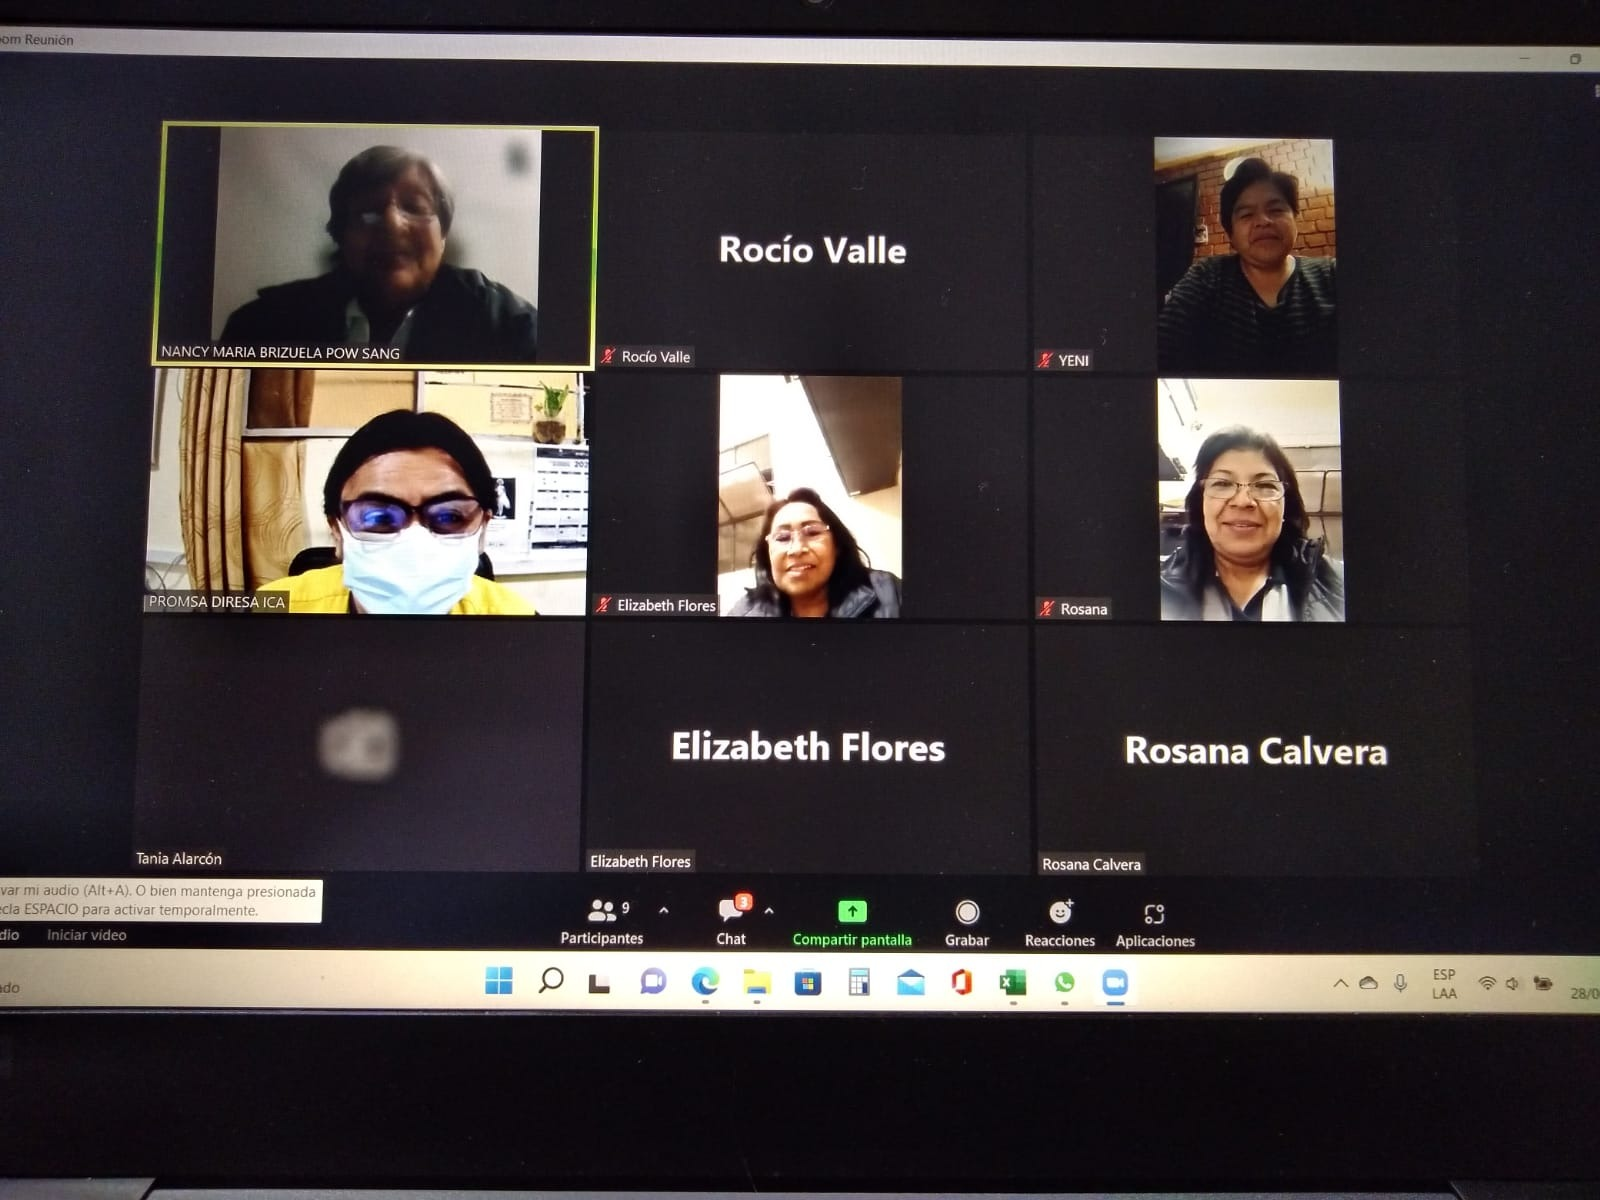 oom Reunión
NANCY MARIA BRIZUELA POW SANG
Rocío Valle
Rocío Valle
YENI
PROMSA DIRESA ICA
Elizabeth Flores
Rosana
Tania Alarcón
Elizabeth Flores
Elizabeth Flores
Rosana Calvera
Rosana Calvera
var mi audio (Alt+A). O bien mantenga presionada
ecla ESPACIO para activar temporalmente.
dio
Iniciar vídeo
9
Participantes
3
Chat
Compartir pantalla
Grabar
Reacciones
Aplicaciones
ado
ESP
LAA
28/0